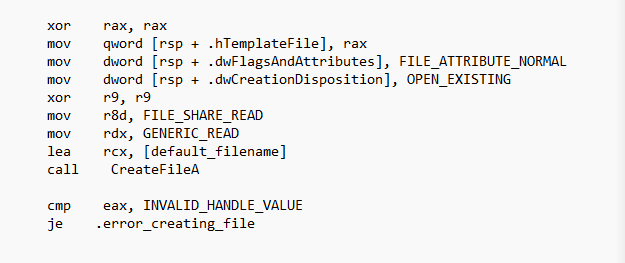 xor    rax, rax
mov    qword [rsp + .hTemplateFile], rax
mov    dword [rsp + .dwFlagsAndAttributes], FILE_ATTRIBUTE_NORMAL
mov    dword [rsp + .dwCreationDisposition], OPEN_EXISTING
xor    r9, r9
mov    r8d, FILE_SHARE_READ
mov    rdx, GENERIC_READ
lea    rcx, [default_filename]
call    CreateFileA
cmp    eax, INVALID_HANDLE_VALUE
je    .error_creating_file